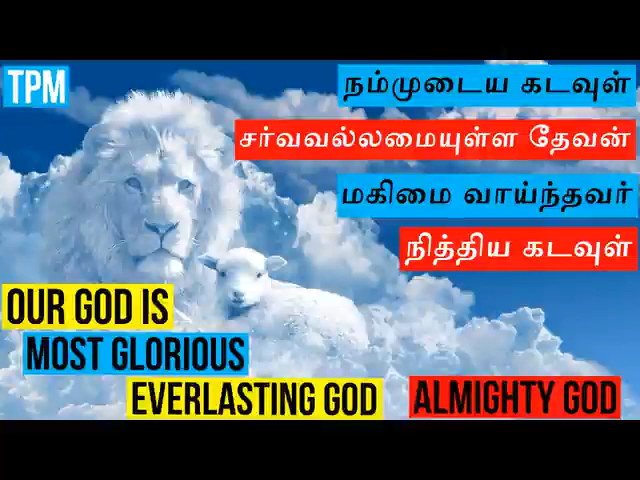 TPM
நம்முடைய கடவுள்
சர்வவல்லமையுள்ள தேவன்
மகிமை வாய்ந்தவர்
நித்திய கடவுள்
OUR GOD IS
MOST GLORIOUS
EVERLASTING GOD
ALMIGHTY GOD